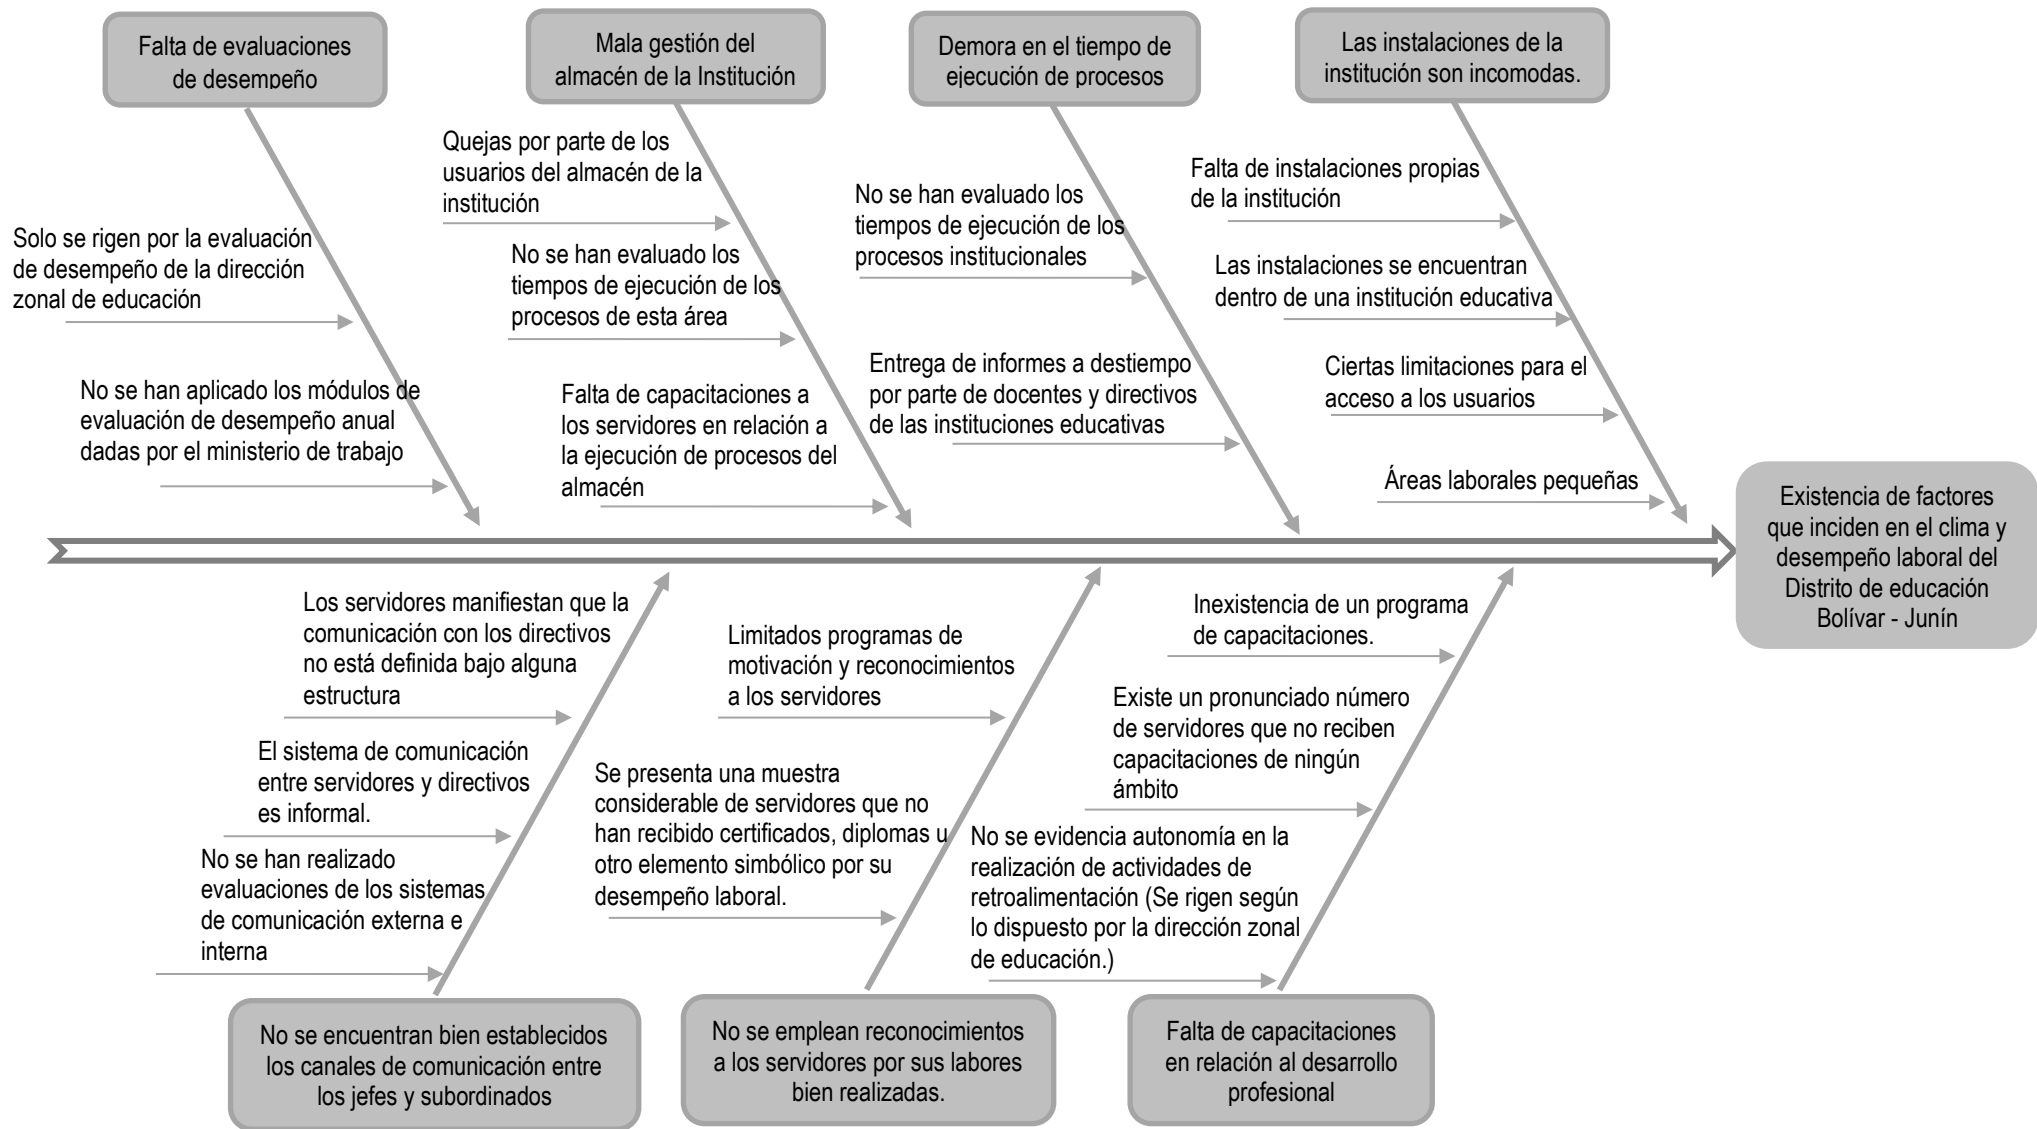 Falta de evaluaciones
de desempeño
Mala gestión del
almacén de la Institución
Demora en el tiempo de
ejecución de procesos
Las instalaciones de la
institución son incomodas.
Solo se rigen por la evaluación
de desempeño de la dirección
zonal de educación
No se han aplicado los módulos de
evaluación de desempeño anual
dadas por el ministerio de trabajo
Quejas por parte de los
usuarios del almacén de la
institución
No se han evaluado los
tiempos de ejecución de los
procesos de esta área
Falta de capacitaciones a
los servidores en relación a
la ejecución de procesos del
almacén
No se han evaluado los
tiempos de ejecución de los
procesos institucionales
Entrega de informes a destiempo
por parte de docentes y directivos
de las instituciones educativas
Falta de instalaciones propias
de la institución
Las instalaciones se encuentran
dentro de una institución educativa
Ciertas limitaciones para el
acceso a los usuarios
Áreas laborales pequeñas
Existencia de factores
que inciden en el clima y
desempeño laboral del
Distrito de educación
Bolívar - Junín
Los servidores manifiestan que la
comunicación con los directivos
no está definida bajo alguna
estructura
El sistema de comunicación
entre servidores y directivos
es informal.
No se han realizado
evaluaciones de los sistemas
de comunicación externa e
interna
Limitados programas de
motivación y reconocimientos
a los servidores
Se presenta una muestra
considerable de servidores que no
han recibido certificados, diplomas u
otro elemento simbólico por su
desempeño laboral.
Inexistencia de un programa
de capacitaciones.
Existe un pronunciado número
de servidores que no reciben
capacitaciones de ningún
ámbito
No se evidencia autonomía en la
realización de actividades de
retroalimentación (Se rigen según
lo dispuesto por la dirección zonal
de educación.)
No se encuentran bien establecidos
los canales de comunicación entre
los jefes y subordinados
No se emplean reconocimientos
a los servidores por sus labores
bien realizadas.
Falta de capacitaciones
en relación al desarrollo
profesional